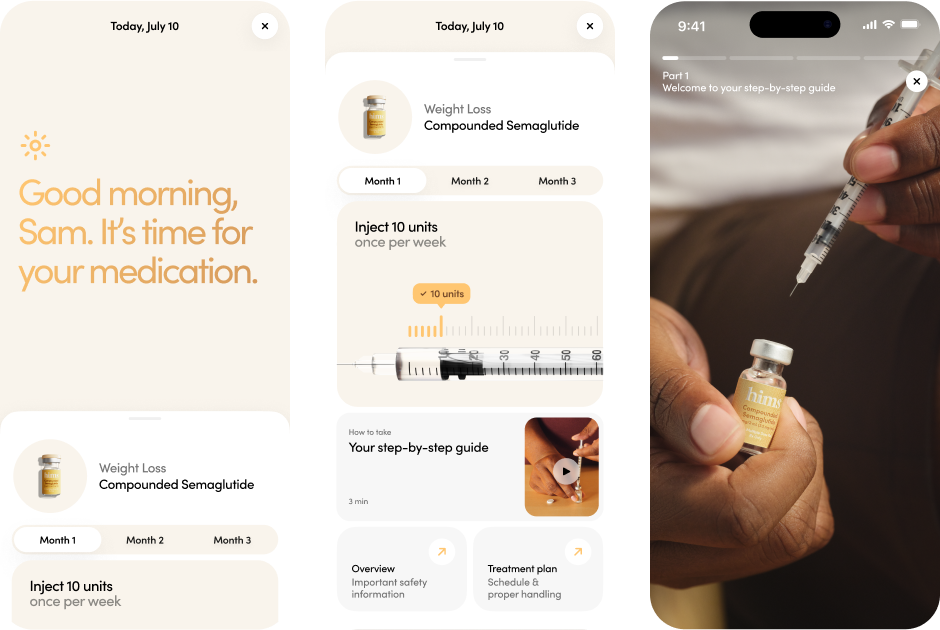 Today, July 10
Good morning,
Sam. It's time for
your medication.
Weight Loss
Compounded Semaglutide
Month 1
Month 2
Month 3
Inject 10 units
once per week
Today, July 10
Weight Loss
Compounded Semaglutide
Month 1
Month 2
Month 3
Inject 10 units
once per week
10 units
10
20
30
40
50
60
How to take
Your step-by-step guide
3 min
Overview
Important safety
information
Treatment plan
Schedule &
proper handling
9:41
Part 1
Welcome to your step-by-step guide
hims
Compounded
Semaglutide